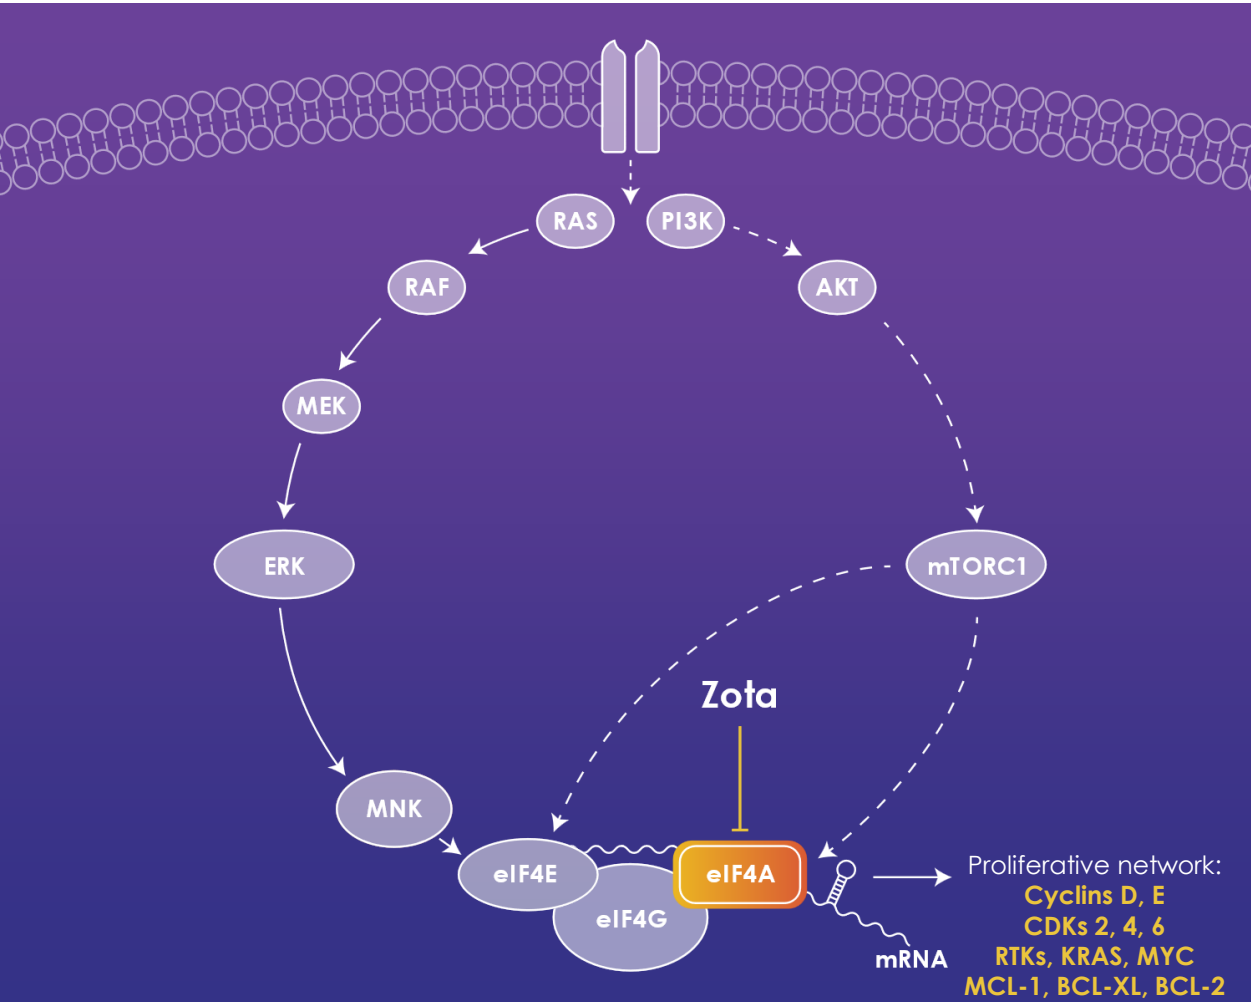 RAS
PI3K
RAF
AKT
MEK
ERK
mTORC1
Zota
MNK
eIF4E
eIF4A
eIF4G
mRNA
Proliferative network:
Cyclins D, E
CDKs 2, 4, 6
RTKs, KRAS, MYC
MCL-1, BCL-XL, BCL-2